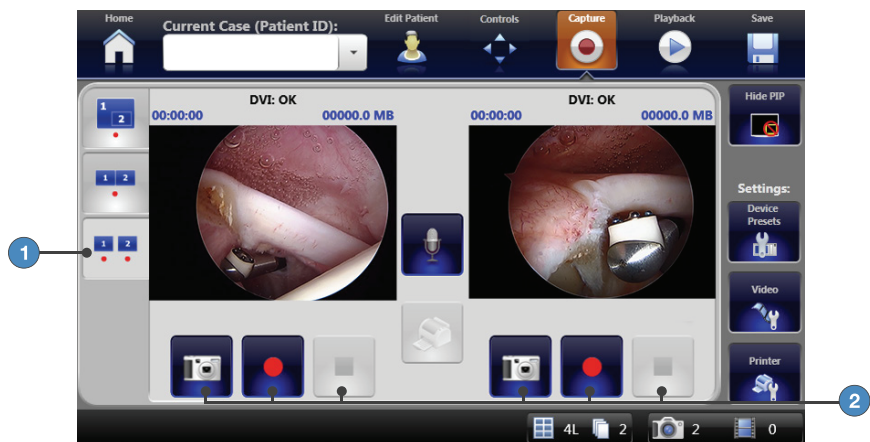 Home
Current Case (Patient ID):
Edit Patient
Controls
Capture
Playback
Save
1
2
DVI: OK
00:00:00
00000.0 MB
DVI: OK
00:00:00
00000.0 MB
Hide PIP
1 2
Settings:
Device
Presets
1 2
1
Video
Printer
2
4L
2
2
0